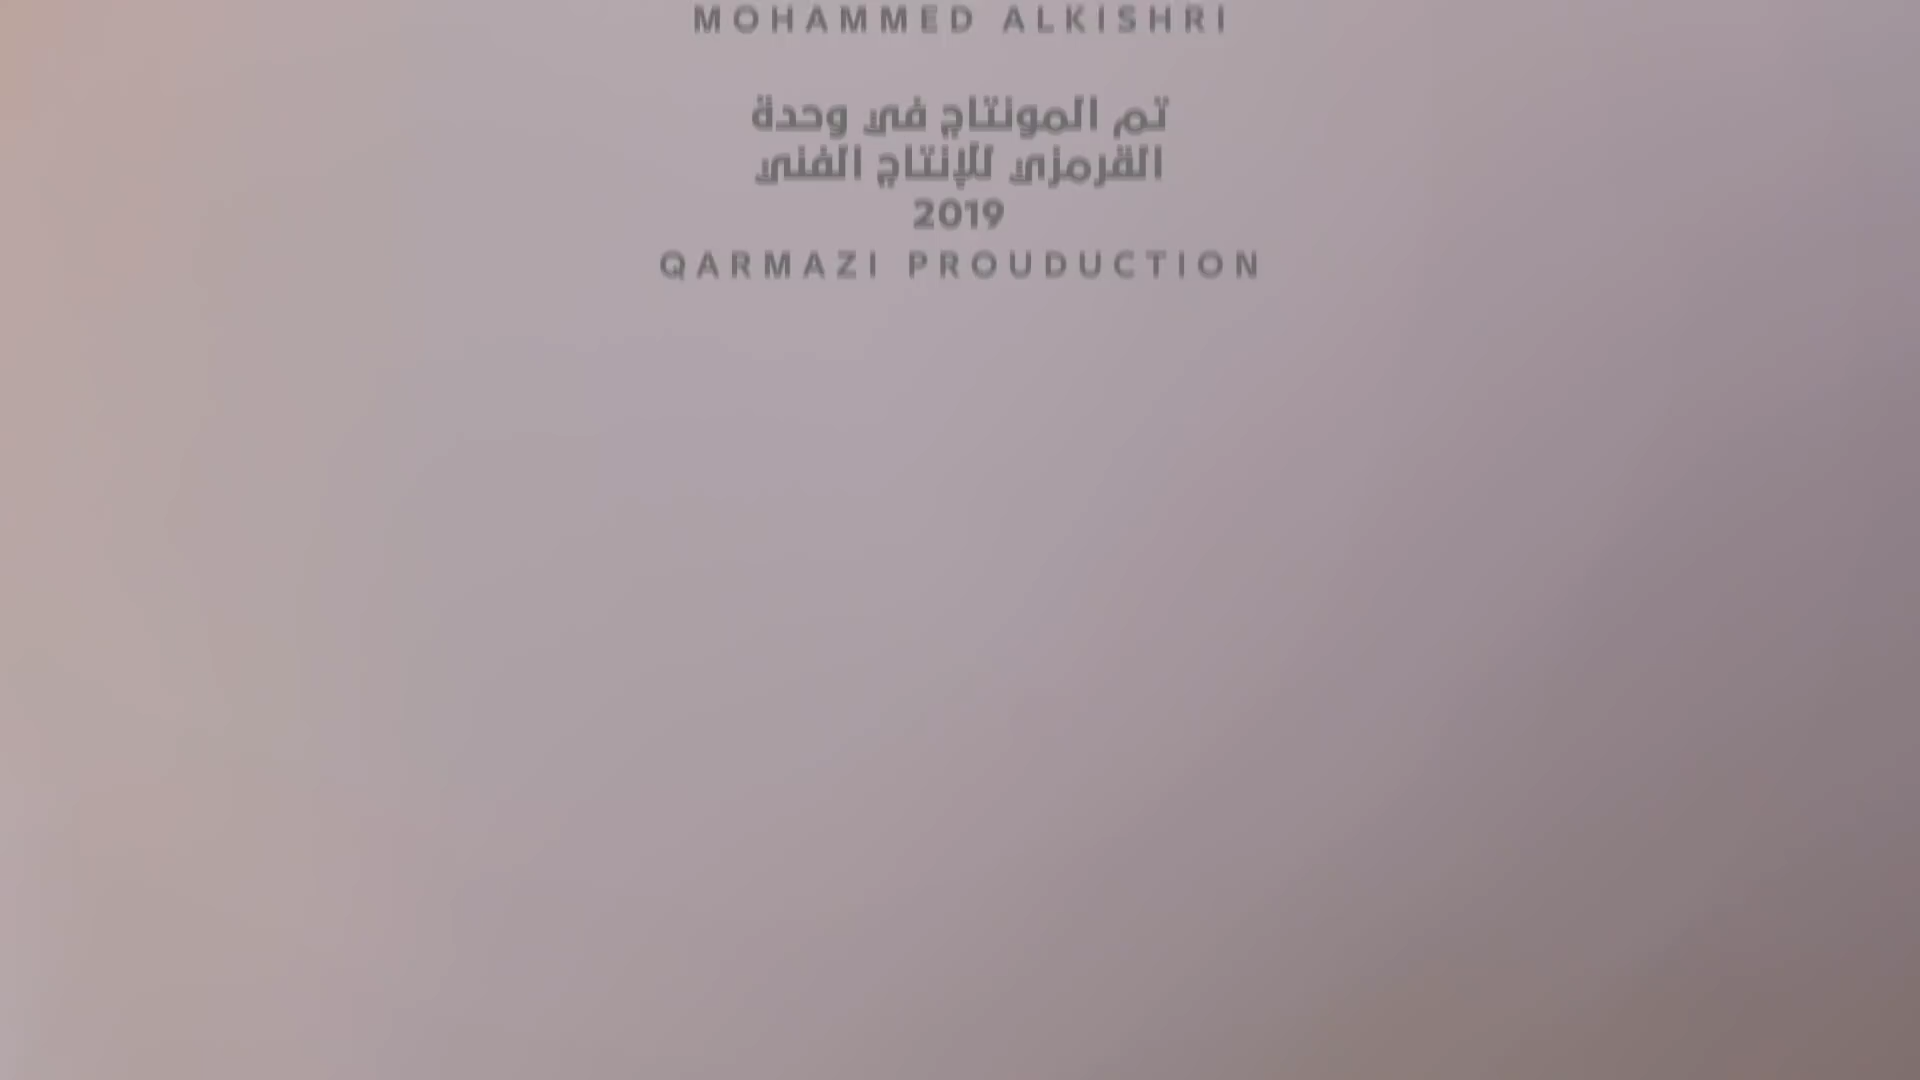 MOHAMMED ALKISHRI
تم المونتاج في وحدة
القرمزي للإنتاج الفني
2019
QARMAZI PROUDUCTION